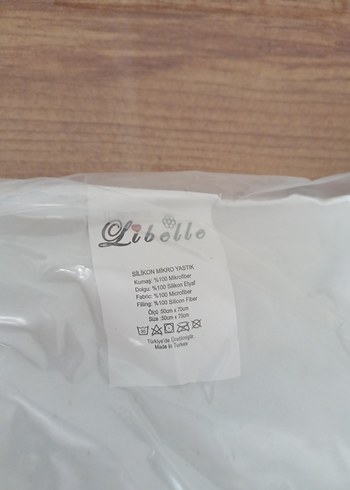 Libelle
SİLİKON MİKRO YASTIK
Kumaş: %100 Mikrofiber
Dolgu: %100 Silikon Elyaf
Fabric: %100 Microfiber
Filling: %100 Silicon Fiber
Ölçü :50cm x 70cm
Size :50cm x 70cm
Türkiye'de Üretilmiştir.
Made in Turkey